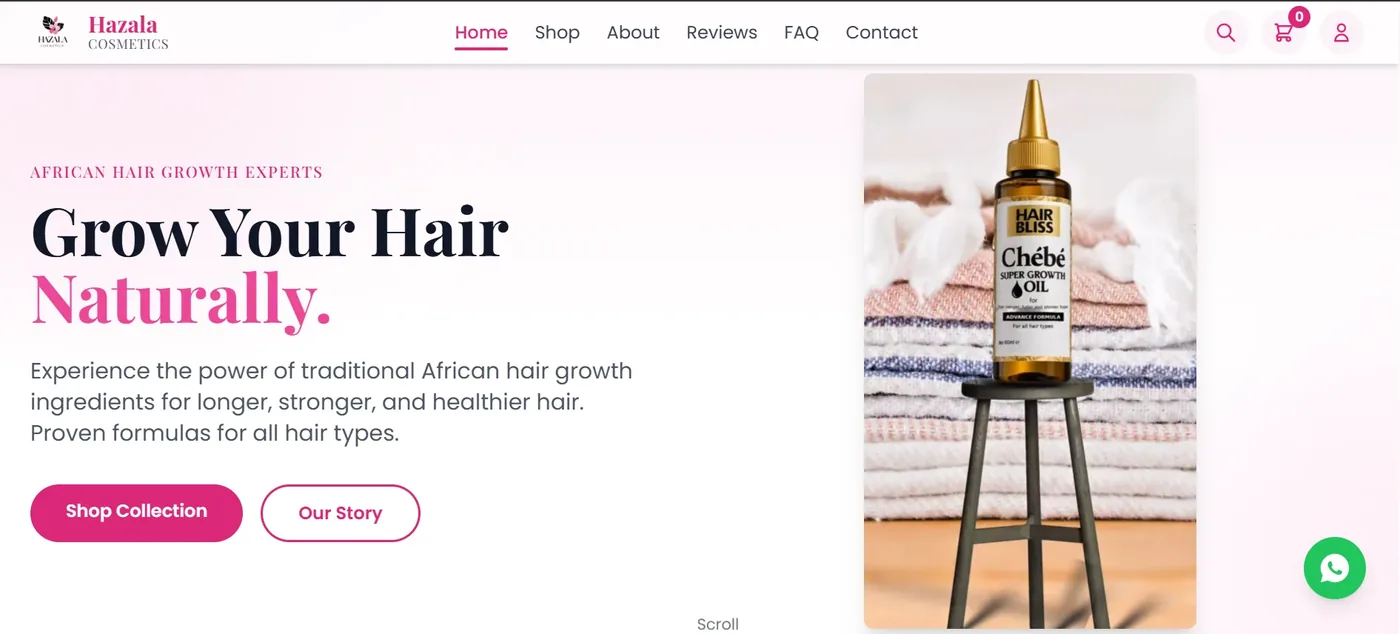 HAZALA
Hazala
COSMETICS
Home
Shop
About
Reviews
FAQ
Contact
0
AFRICAN HAIR GROWTH EXPERTS
Grow Your Hair
Naturally.
Experience the power of traditional African hair growth
ingredients for longer, stronger, and healthier hair.
Proven formulas for all hair types.
Shop Collection
Our Story
HAIR
BLISS
Chébé
SUPER GROWTH
OIL
for
ADVANCE FORMULA
For all hair types
Scroll